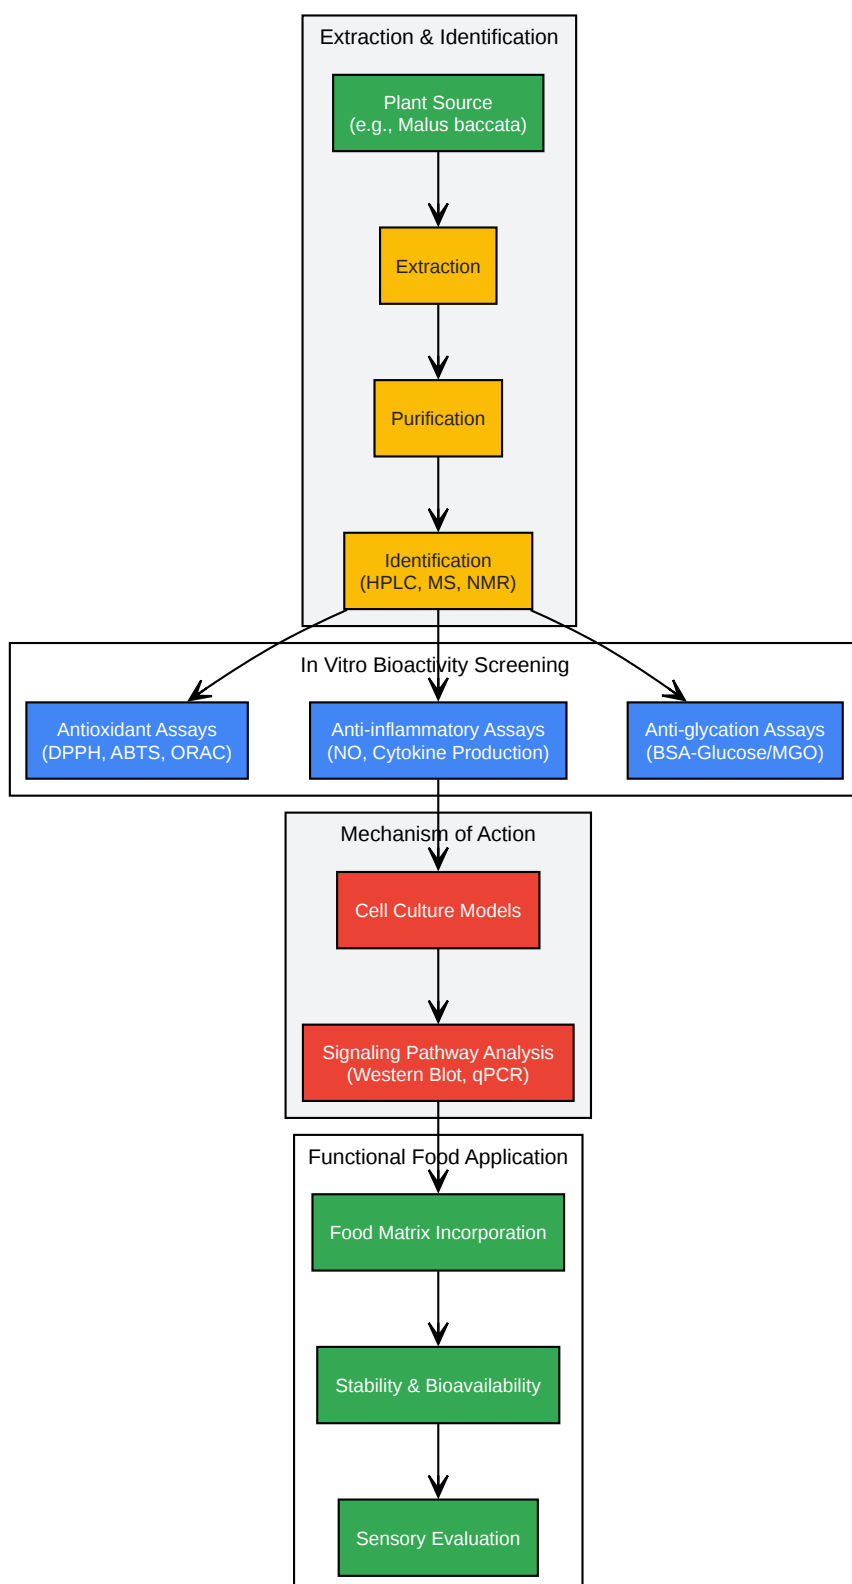 Extraction & Identification
Plant Source
(e.g., Malus baccata)
Extraction
Purification
Identification
(HPLC, MS, NMR)
In Vitro Bioactivity Screening
Antioxidant Assays
(DPPH, ABTS, ORAC)
Anti-inflammatory Assays
(NO, Cytokine Production)
Anti-glycation Assays
(BSA-Glucose/MGO)
Mechanism of Action
Cell Culture Models
Signaling Pathway Analysis
(Western Blot, qPCR)
Functional Food Application
Food Matrix Incorporation
Stability & Bioavailability
Sensory Evaluation